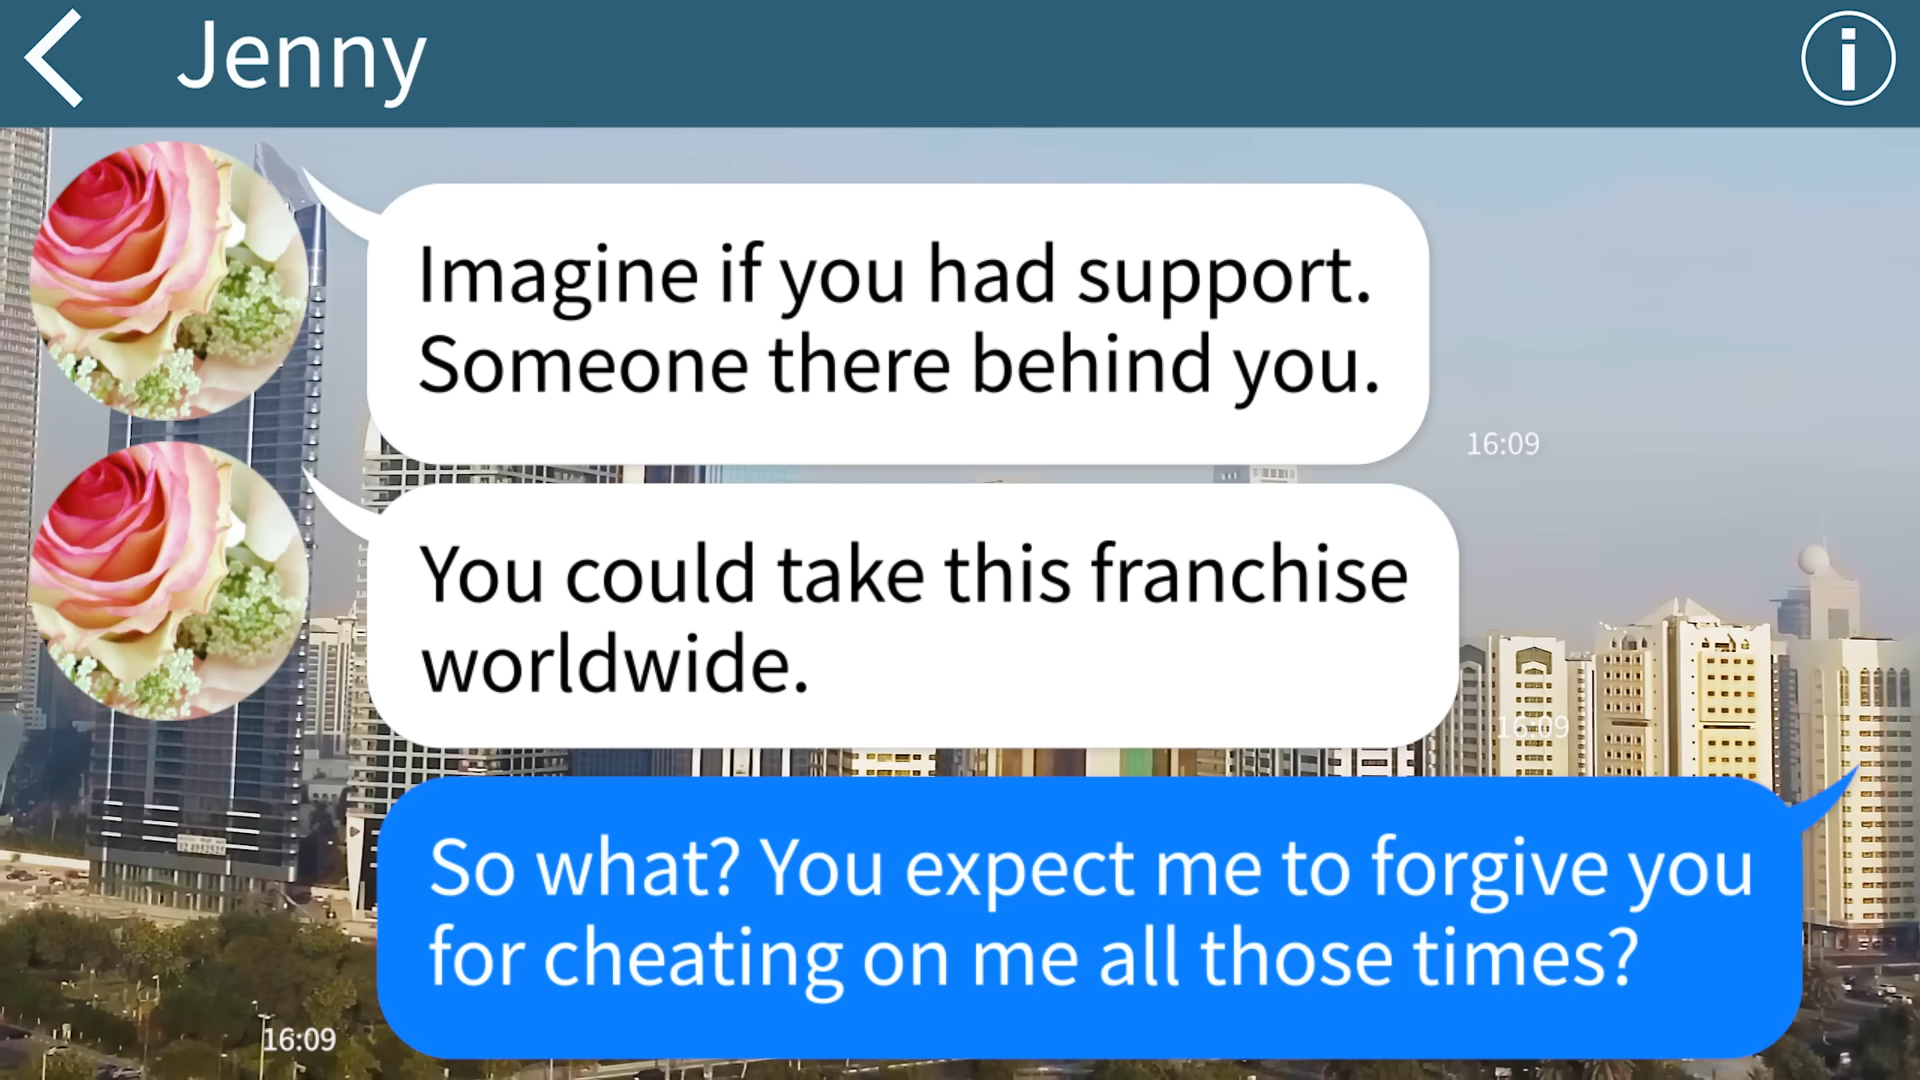 Jenny
Imagine if you had support.
Someone there behind you.
16:09
You could take this franchise
worldwide.
16:09
So what? You expect me to forgive you
for cheating on me all those times?
16:09